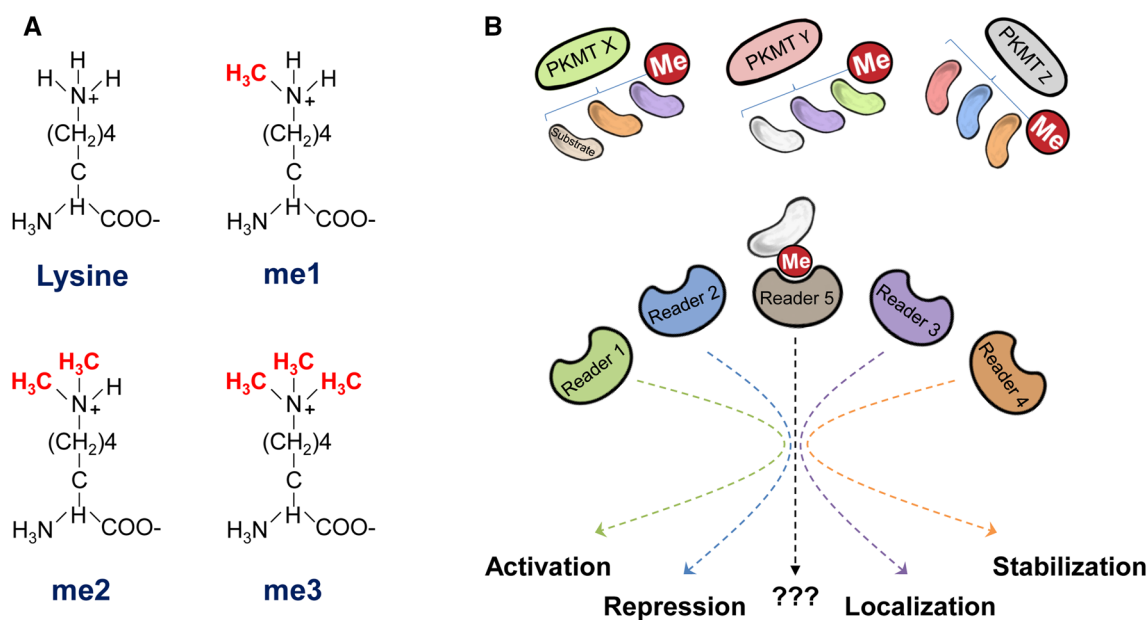 A
H
H H
N
+
(CH2)4
C
H
H3N COO-
Lysine
H
H3C H
N
+
(CH2)4
C
H
H3N COO-
me1
H3C
H3C H
N
+
(CH2)4
C
H
H3N COO-
me2
H3C
H3C H3C
N
+
(CH2)4
C
H
H3N COO-
me3
B
PKMT X
Me
Substrate
PKMT Y
Me
PKMT Z
Me
Me
Reader 1
Reader 2
Reader 5
Reader 3
Reader 4
Activation
Repression
???
Localization
Stabilization